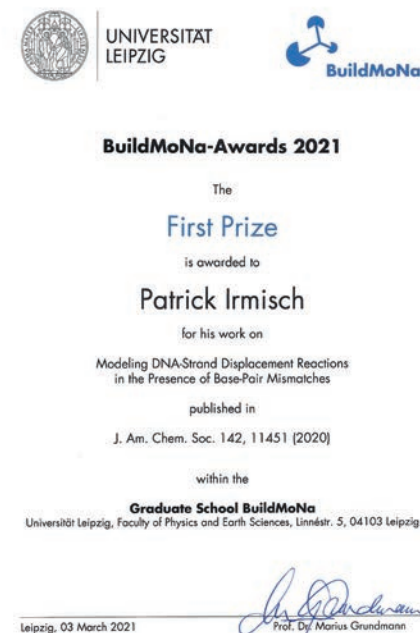 UNIVERSITÄT
LEIPZIG
BuildMoNa
BuildMoNa-Awards 2021
The
First Prize
is awarded to
Patrick Irmisch
for his work on
Modeling DNA-Strand Displacement Reactions
in the Presence of Base-Pair Mismatches
published in
J. Am. Chem. Soc. 142, 11451 (2020)
within the
Graduate School BuildMoNa
Universität Leipzig, Faculty of Physics and Earth Sciences, Linnéstr. 5, 04103 Leipzig
Leipzig, 03 March 2021
Prof. Dr. Marius Grundmann